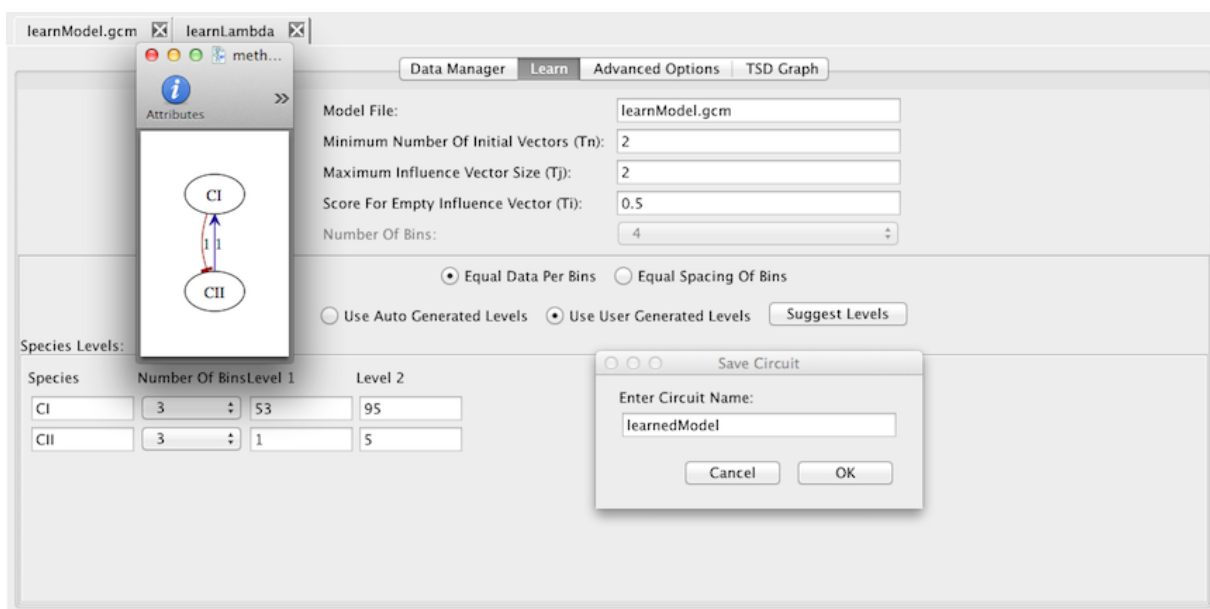 learnModel.gcm learnLambda
meth...
Data Manager Learn Advanced Options TSD Graph
Attributes
Model File: learnModel.gcm
Minimum Number Of Initial Vectors (Tn): 2
Maximum Influence Vector Size (Tj): 2
Score For Empty Influence Vector (Ti): 0.5
Number Of Bins: 4
CI
1 1
CII
Equal Data Per Bins Equal Spacing Of Bins
Use Auto Generated Levels Use User Generated Levels Suggest Levels
Species Levels:
Species Number Of Bins Level 1 Level 2
CI 3 53 95
CII 3 1 5
Save Circuit
Enter Circuit Name:
learnedModel
Cancel OK